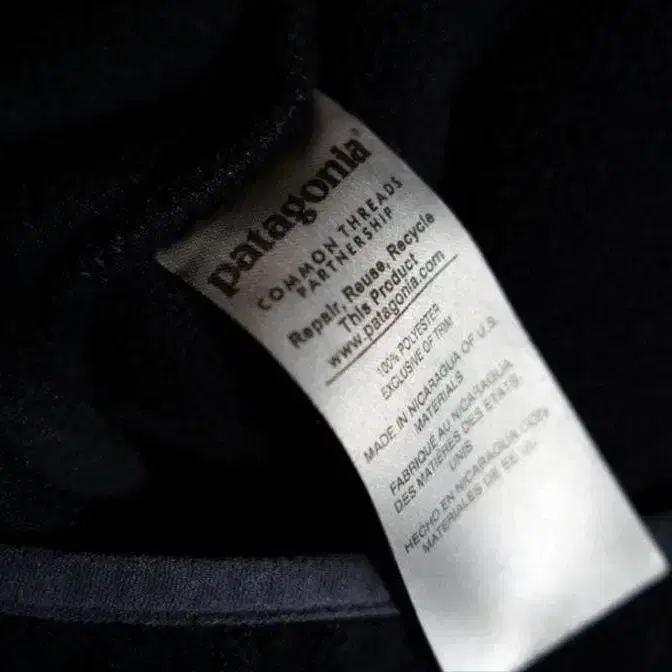 patagonia®
COMMON THREADS
PARTNERSHIP
Repair, Reuse, Recycle
This Product
www.patagonia.com
100% POLYESTER
EXCLUSIVE OF TRIM
MADE IN NICARAGUA OF U.S.
MATERIALS
FABRIQUÉ AU NICARAGUA
DES MATIÈRES DES ETATS-
UNIS
HECHO EN NICARAGUA CON
MATERIALES DE EE UU.